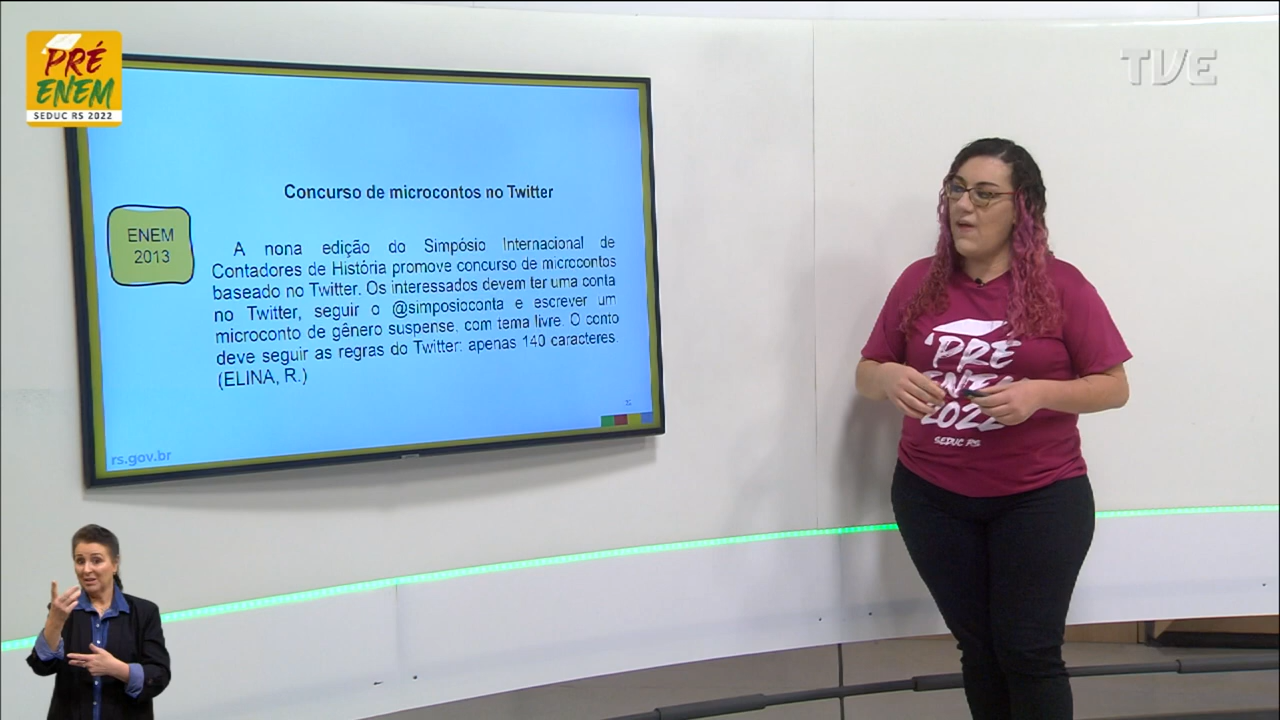 PRÉ
ENEM
SEDUC RS 2022
TVE
Concurso de microcontos no Twitter
ENEM
2013
A nona edição do Simpósio Internacional de
Contadores de História promove concurso de microcontos
baseado no Twitter. Os interessados devem ter uma conta
no Twitter, seguir o @simposioconta e escrever um
microconto de gênero suspense, com tema livre. O conto
deve seguir as regras do Twitter: apenas 140 caracteres.
(ELINA, R.)
rs.gov.br
'PRÉ
ENEM
2022
SEDUC RS